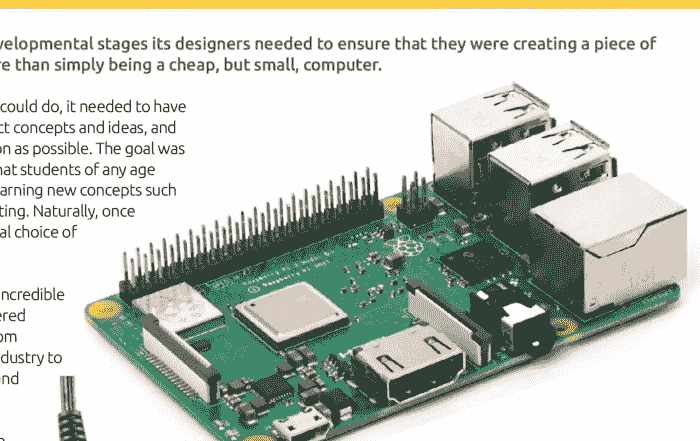 velopmental stages its designers needed to ensure that they were creating a piece of
re than simply being a cheap, but small, computer.
could do, it needed to have
ct concepts and ideas, and
on as possible. The goal was
hat students of any age
earning new concepts such
ting. Naturally, once
al choice of
ncredible
ered
om
dustry to
and